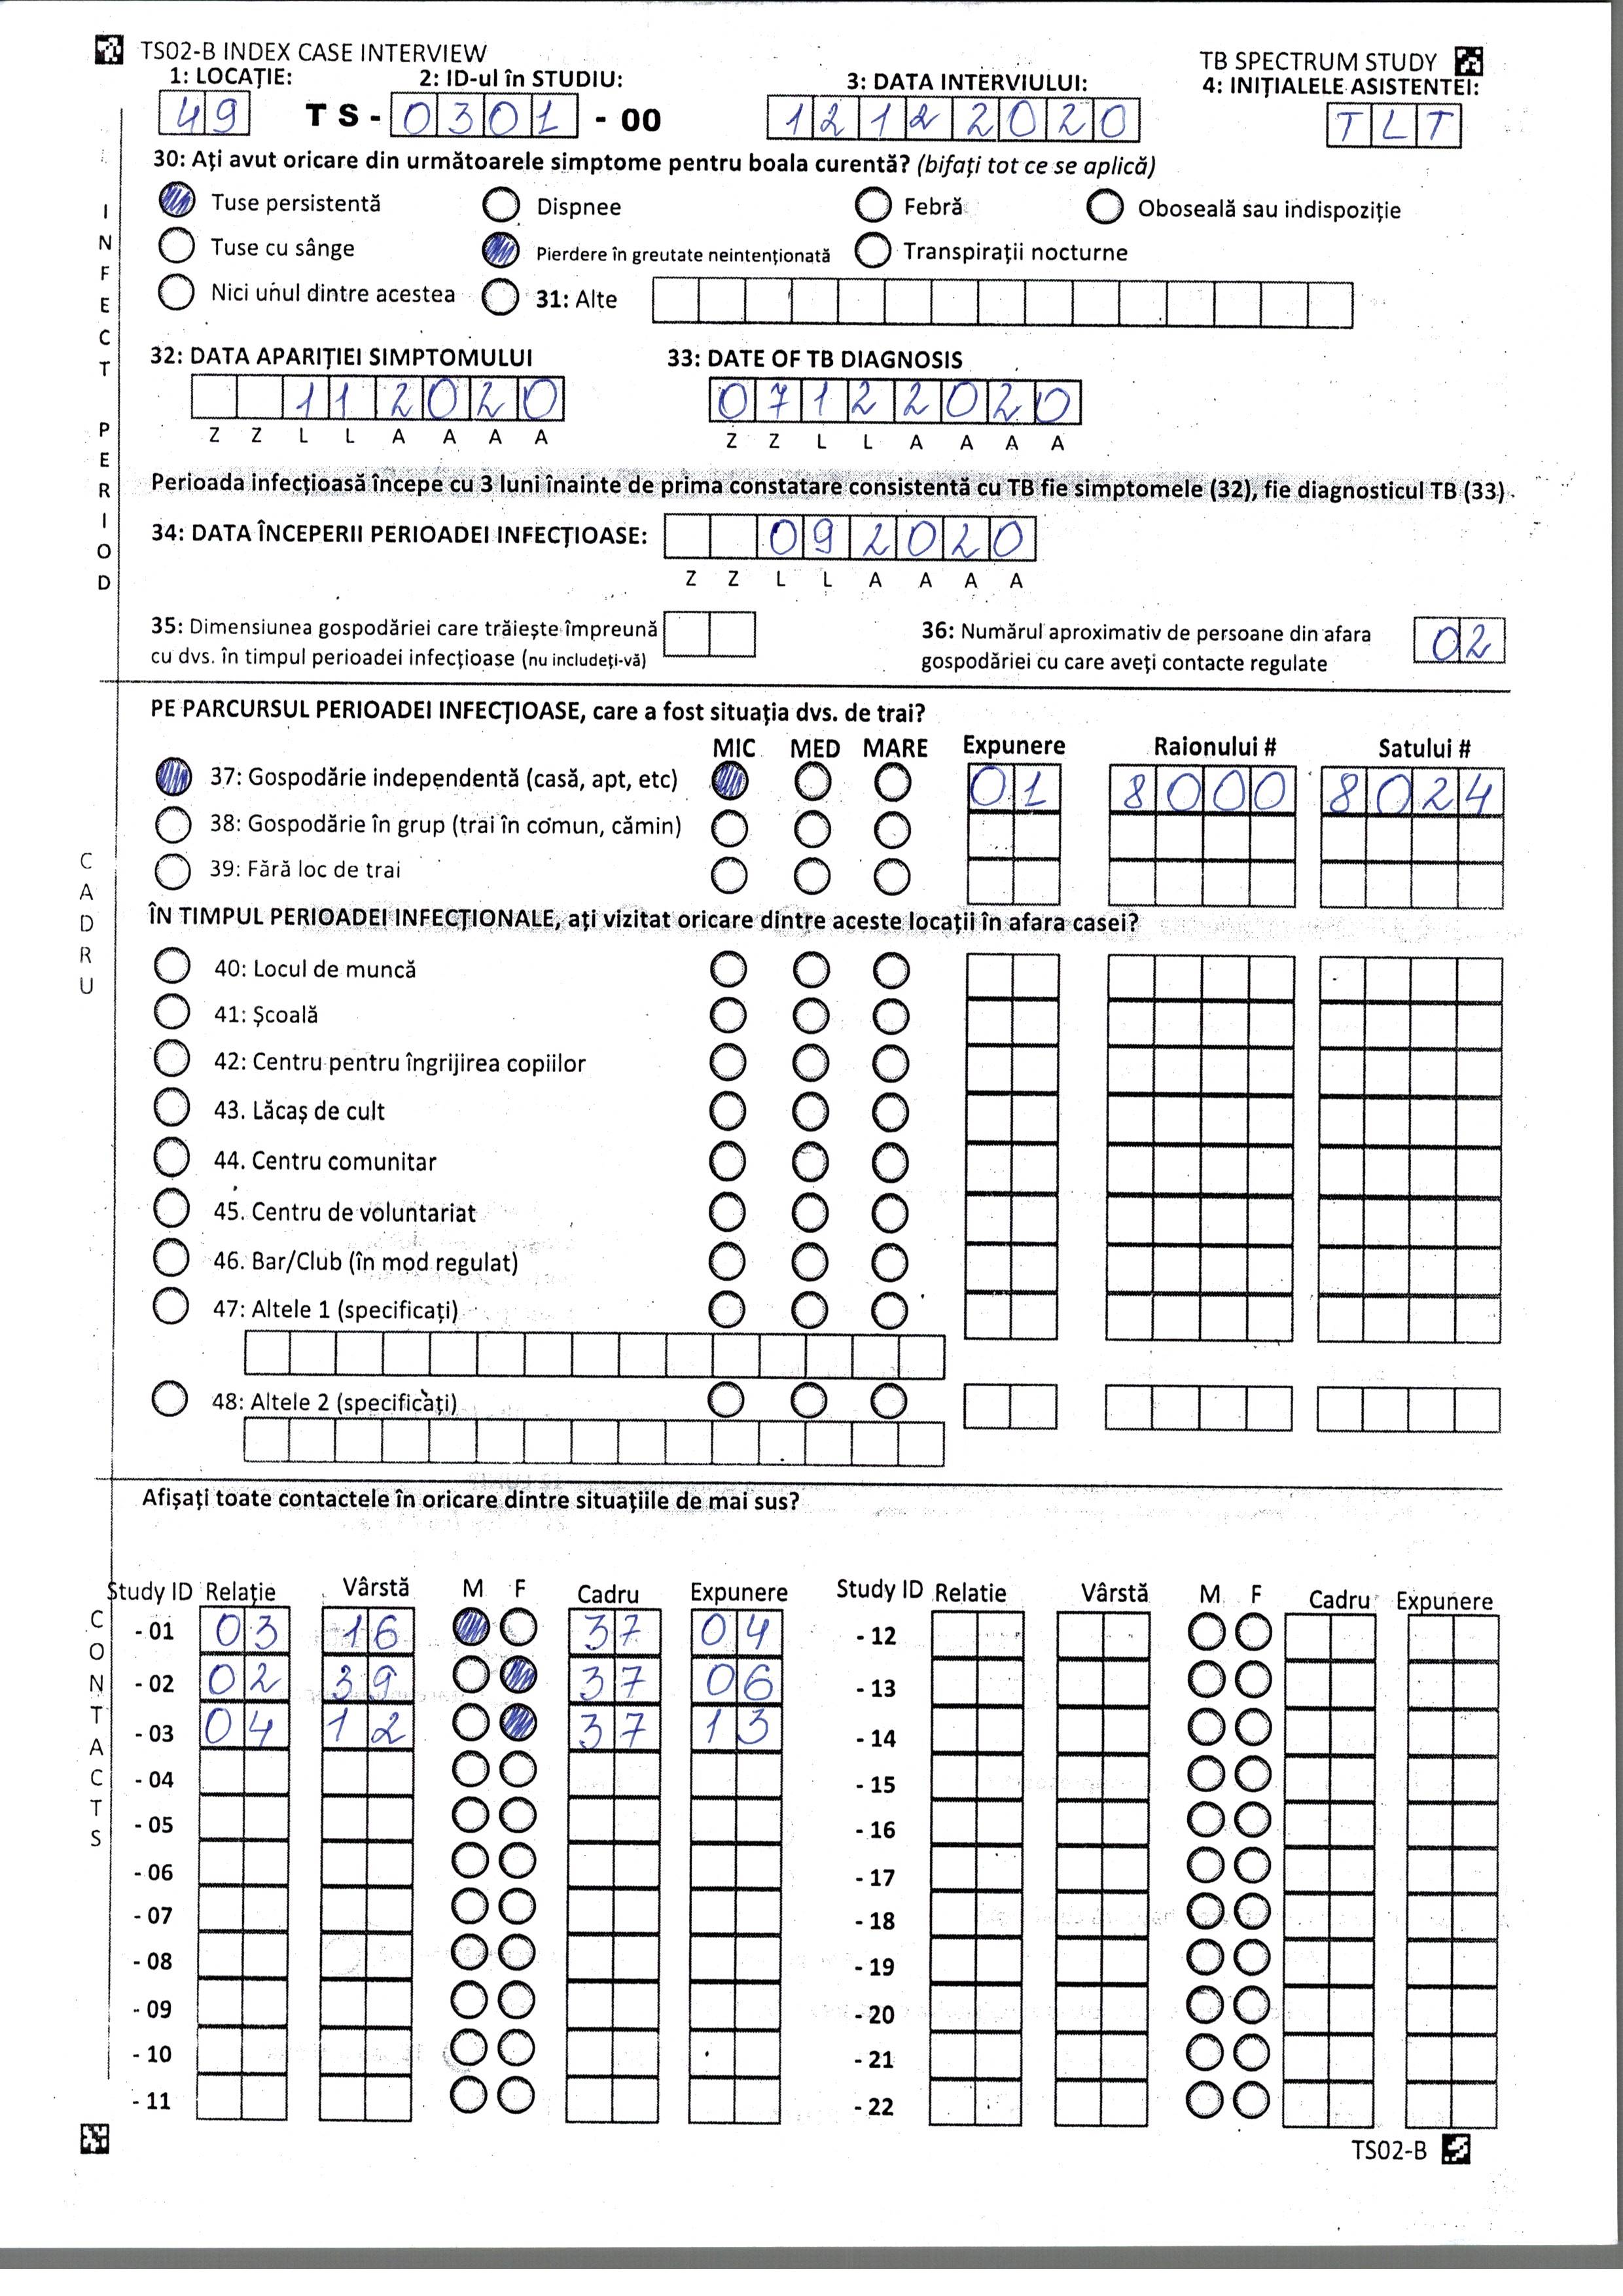 TS02-B INDEX CASE INTERVIEW
TB SPECTRUM STUDY
1: LOCAȚIE: 2: ID-ul în STUDIU: 3: DATA INTERVIULUI: 4: INIȚIALELE ASISTENTEI:
49 TS - 0301 - 00 12122020 TLT
30: Ați avut oricare din următoarele simptome pentru boala curentă? (bifați tot ce se aplică)
Tuse persistentă Dispnee Febră Oboseală sau indispoziție
Tuse cu sânge Pierdere în greutate neintenționată Transpirații nocturne
Nici unul dintre acestea 31: Alte
INFECT PERIOD
32: DATA APARIȚIEI SIMPTOMULUI 33: DATE OF TB DIAGNOSIS
112020 07122020
Z Z L L A A A A Z Z L L A A A A
Perioada infecțioasă începe cu 3 luni înainte de prima constatare consistentă cu TB fie simptomele (32), fie diagnosticul TB (33)
34: DATA ÎNCEPERII PERIOADEI INFECȚIOASE: 092020
Z Z L L A A A A
35: Dimensiunea gospodăriei care trăiește împreună
cu dvs. în timpul perioadei infecțioase (nu includeți-vă)
36: Numărul aproximativ de persoane din afara
gospodăriei cu care aveți contacte regulate 02
PE PARCURSUL PERIOADEI INFECȚIOASE, care a fost situația dvs. de trai?
MIC MED MARE Expunere Raionului # Satului #
37: Gospodărie independentă (casă, apt, etc) 01 8000 8024
38: Gospodărie în grup (trai în comun, cămin)
39: Fără loc de trai
CADRU
ÎN TIMPUL PERIOADEI INFECȚIONALE, ați vizitat oricare dintre aceste locații în afara casei?
40: Locul de muncă
41: Școală
42: Centru pentru îngrijirea copiilor
43. Lăcaș de cult
44. Centru comunitar
45. Centru de voluntariat
46. Bar/Club (în mod regulat)
47: Altele 1 (specificați)
48: Altele 2 (specificați)
Afișați toate contactele în oricare dintre situațiile de mai sus?
CONTACTS
Study ID Relație Vârstă M F Cadru Expunere Study ID Relatie Vârstă M F Cadru Expunere
- 01 03 16 37 04 - 12
- 02 02 39 37 06 - 13
- 03 04 12 37 13 - 14
- 04 - 15
- 05 - 16
- 06 - 17
- 07 - 18
- 08 - 19
- 09 - 20
- 10 - 21
- 11 - 22
TS02-B